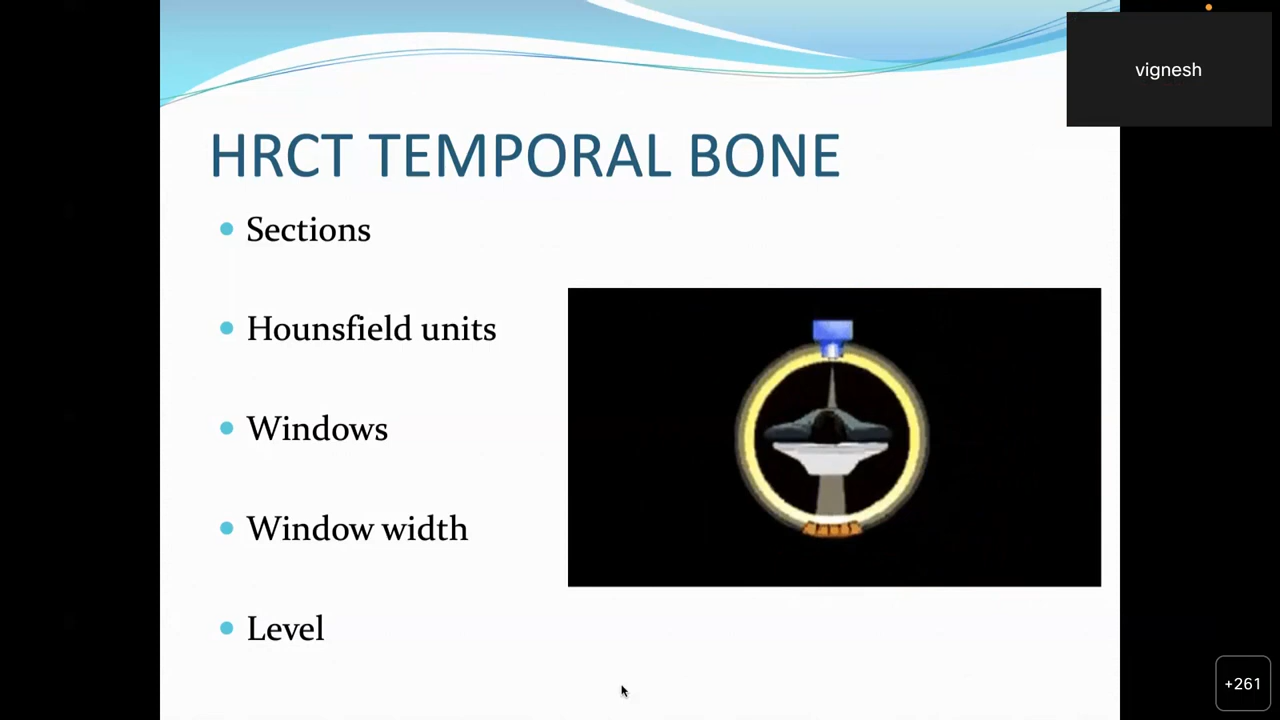 vignesh
HRCT TEMPORAL BONE
Sections
Hounsfield units
Windows
Window width
Level
+261